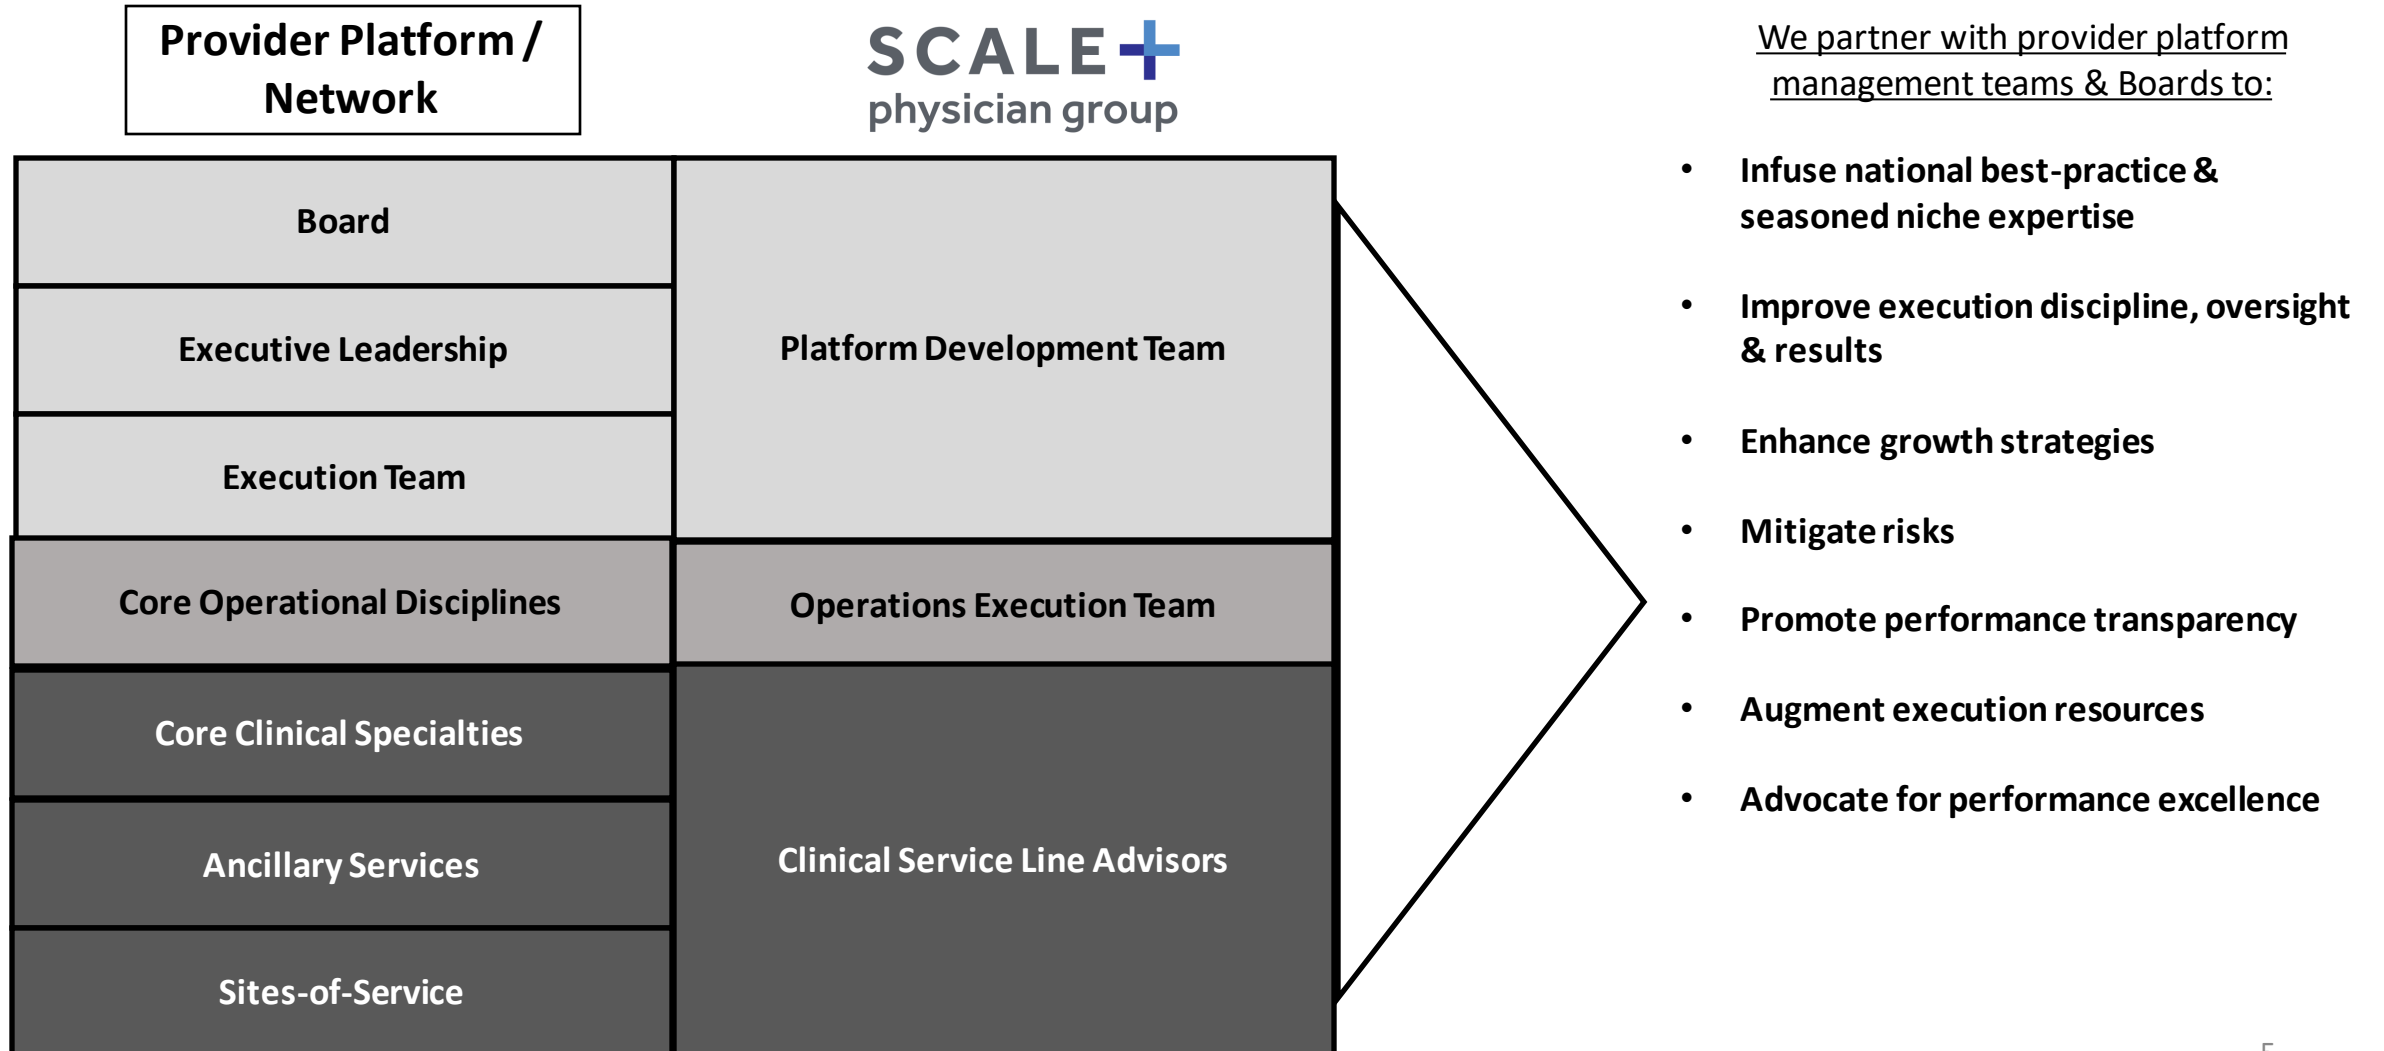 Provider Platform /
Network
SCALE
physician group
We partner with provider platform
management teams & Boards to:
Board
Executive Leadership
Execution Team
Core Operational Disciplines
Core Clinical Specialties
Ancillary Services
Sites-of-Service
Platform Development Team
Operations Execution Team
Clinical Service Line Advisors
• Infuse national best-practice &
seasoned niche expertise
• Improve execution discipline, oversight
& results
• Enhance growth strategies
• Mitigate risks
• Promote performance transparency
• Augment execution resources
• Advocate for performance excellence